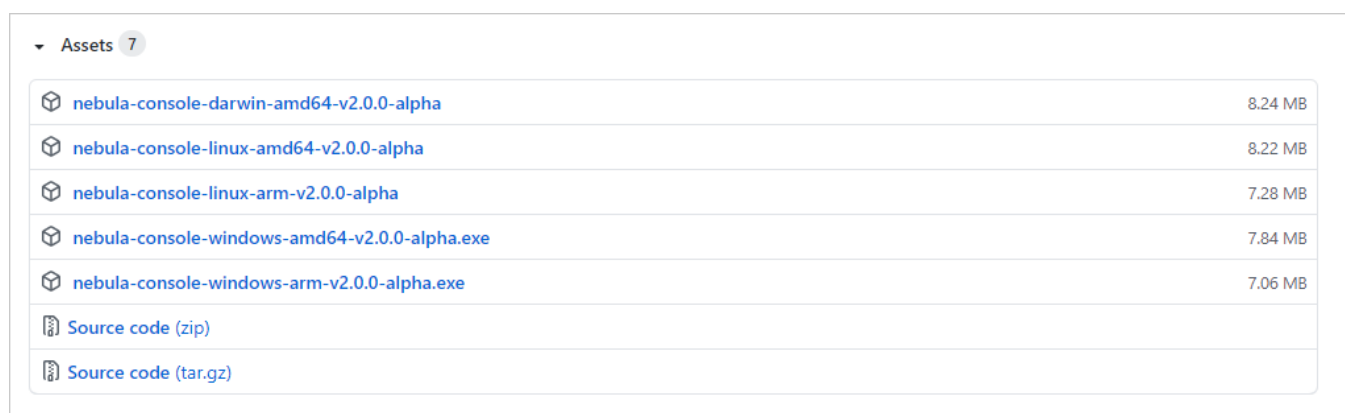 Assets 7
nebula-console-darwin-amd64-v2.0.0-alpha 8.24 MB
nebula-console-linux-amd64-v2.0.0-alpha 8.22 MB
nebula-console-linux-arm-v2.0.0-alpha 7.28 MB
nebula-console-windows-amd64-v2.0.0-alpha.exe 7.84 MB
nebula-console-windows-arm-v2.0.0-alpha.exe 7.06 MB
Source code (zip)
Source code (tar.gz)